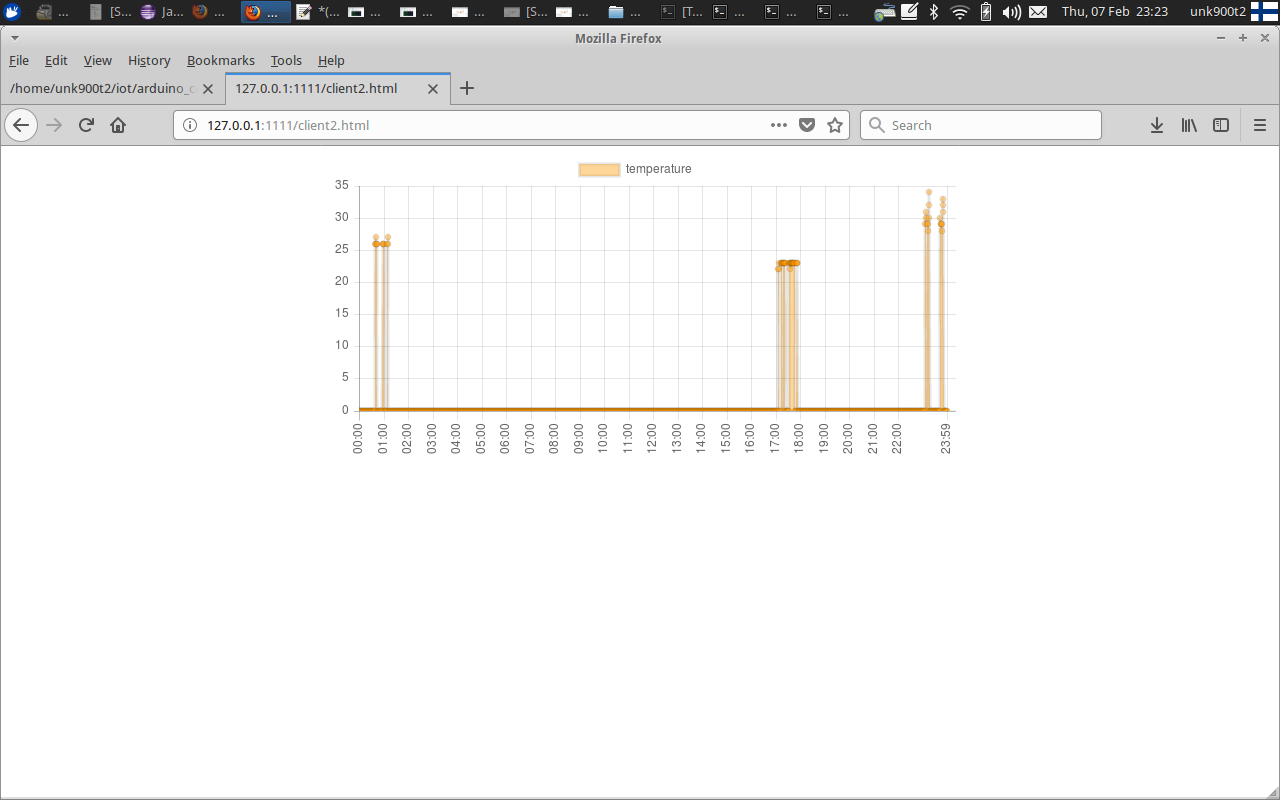 ... [S... Ja... ... ... *(... ... ... ... [S... ... ... [T... ... ... ... Thu, 07 Feb 23:23 unk900t2
Mozilla Firefox
File Edit View History Bookmarks Tools Help
/home/unk900t2/iot/arduino_c 127.0.0.1:1111/client2.html
127.0.0.1:1111/client2.html Search
temperature
35
30
25
20
15
10
5
0
00:00 01:00 02:00 03:00 04:00 05:00 06:00 07:00 08:00 09:00 10:00 11:00 12:00 13:00 14:00 15:00 16:00 17:00 18:00 19:00 20:00 21:00 22:00 23:59